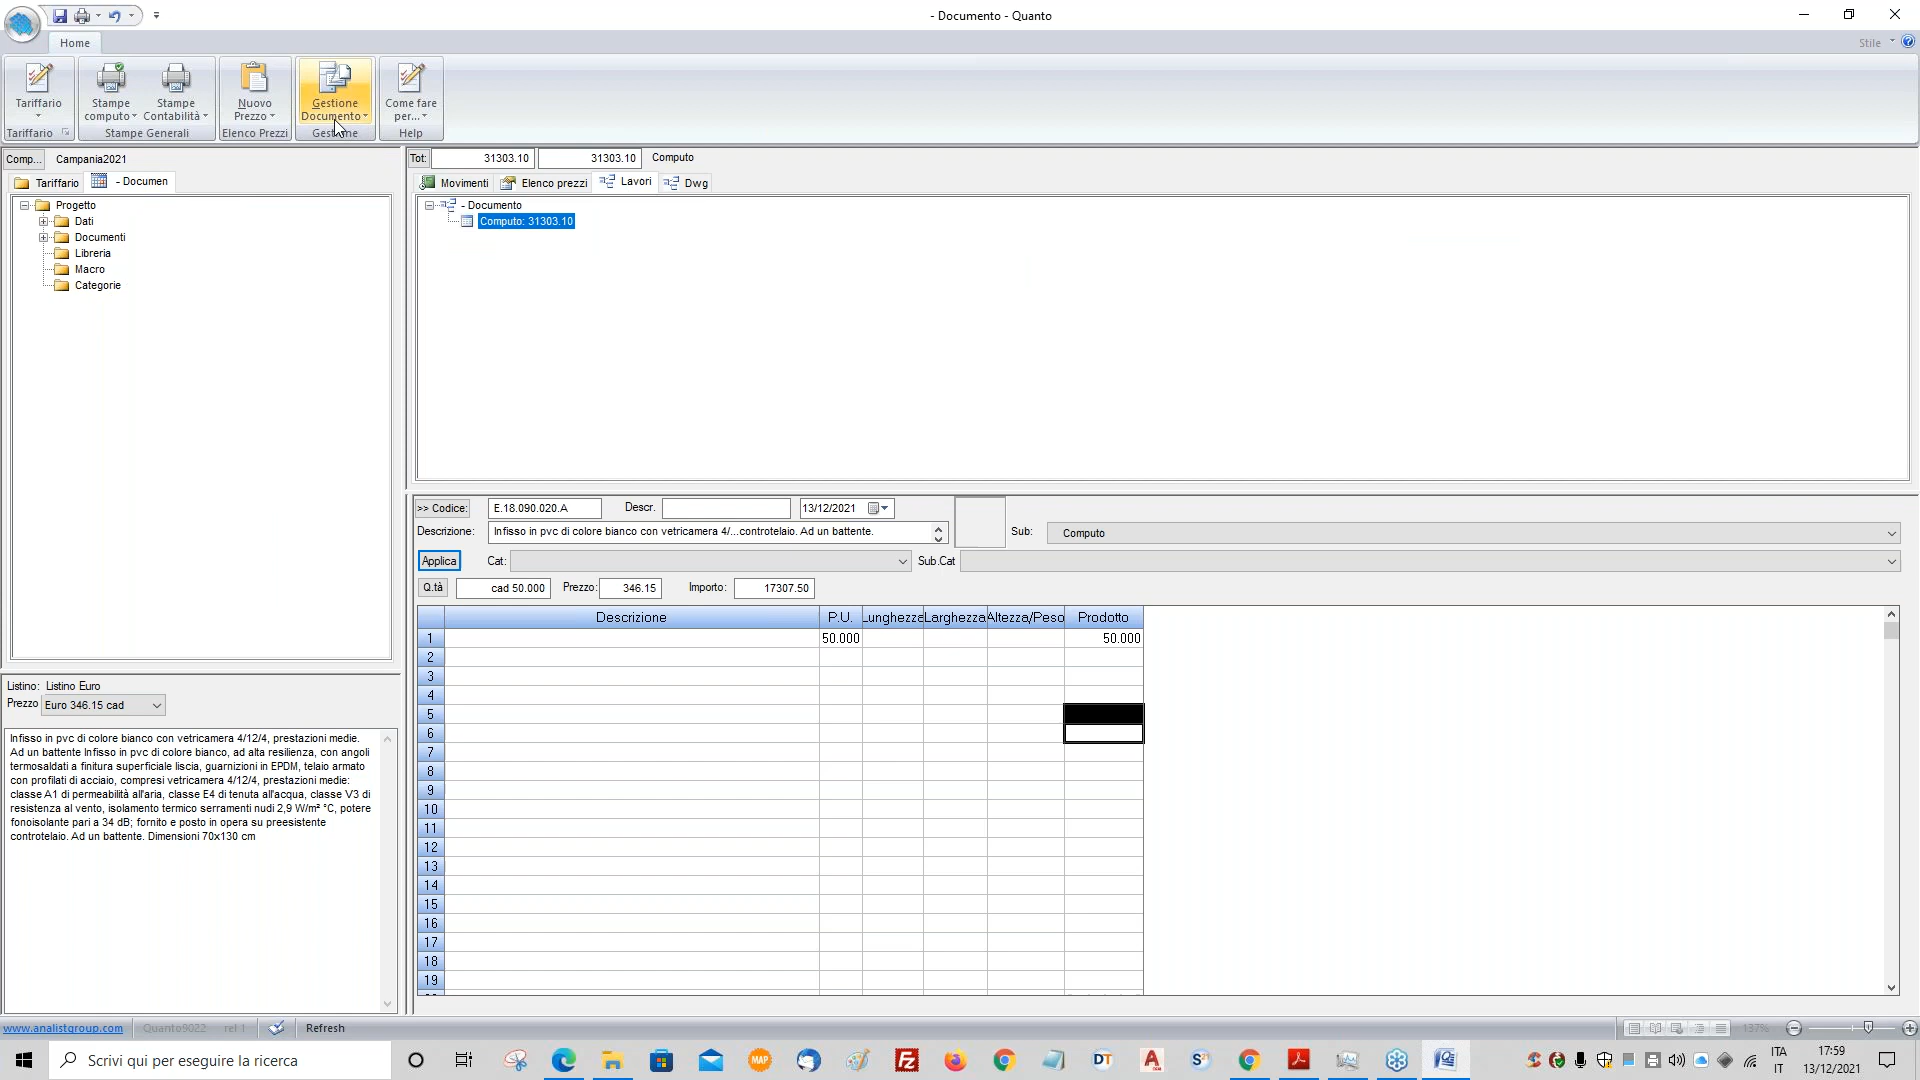 - Documento - Quanto
Home
Stile
Tariffario
Stampe computo
Stampe Contabilità
Nuovo Prezzo
Gestione Documento
Come fare per...
Tariffario
Stampe Generali
Elenco Prezzi
Gestione
Help
Comp...
Campania2021
Tariffario
- Documen
Progetto
Dati
Documenti
Libreria
Macro
Categorie
Tot:
31303.10
31303.10
Computo
Movimenti
Elenco prezzi
Lavori
Dwg
- Documento
Computo: 31303.10
>> Codice:
E.18.090.020.A
Descr.
13/12/2021
Descrizione:
Infisso in pvc di colore bianco con vetricamera 4/...controtelaio. Ad un battente.
Sub:
Computo
Applica
Cat:
Sub.Cat
Q.tà
cad 50.000
Prezzo:
346.15
Importo:
17307.50
Descrizione
P.U.
Lunghezza
Larghezza
Altezza/Peso
Prodotto
1
50.000
50.000
2
3
4
5
6
7
8
9
10
11
12
13
14
15
16
17
18
19
Listino: Listino Euro
Prezzo
Euro 346.15 cad
Infisso in pvc di colore bianco con vetricamera 4/12/4, prestazioni medie.
Ad un battente Infisso in pvc di colore bianco, ad alta resilienza, con angoli
termosaldati a finitura superficiale liscia, guarnizioni in EPDM, telaio armato
con profilati di acciaio, compresi vetricamera 4/12/4, prestazioni medie:
classe A1 di permeabilità all'aria, classe E4 di tenuta all'acqua, classe V3 di
resistenza al vento, isolamento termico serramenti nudi 2,9 W/m² °C, potere
fonoisolante pari a 34 dB; fornito e posto in opera su preesistente
controtelaio. Ad un battente. Dimensioni 70x130 cm
www.analistgroup.com
Quanto9022
rel 1
Refresh
137%
Scrivi qui per eseguire la ricerca
MAP
DT
ITA
IT
17:59
13/12/2021